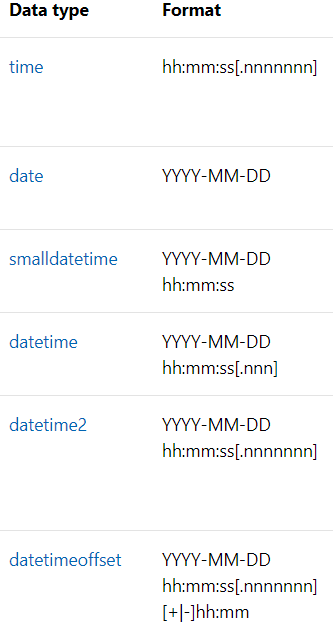 Data type Format
time hh:mm:ss[.nnnnnnn]
date YYYY-MM-DD
smalldatetime YYYY-MM-DD
hh:mm:ss
datetime YYYY-MM-DD
hh:mm:ss[.nnn]
datetime2 YYYY-MM-DD
hh:mm:ss[.nnnnnnn]
datetimeoffset YYYY-MM-DD
hh:mm:ss[.nnnnnnn]
[+|-]hh:mm